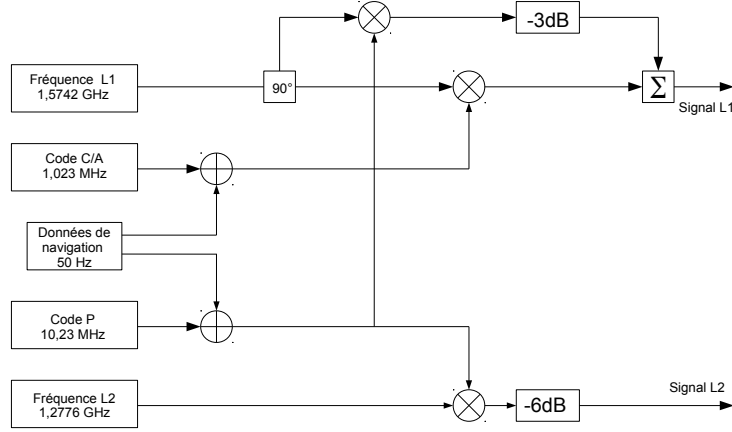 -3dB
Fréquence L1
1,5742 GHz
90°
Σ
Signal L1
Code C/A
1,023 MHz
Données de
navigation
50 Hz
Code P
10,23 MHz
Fréquence L2
1,2776 GHz
-6dB
Signal L2